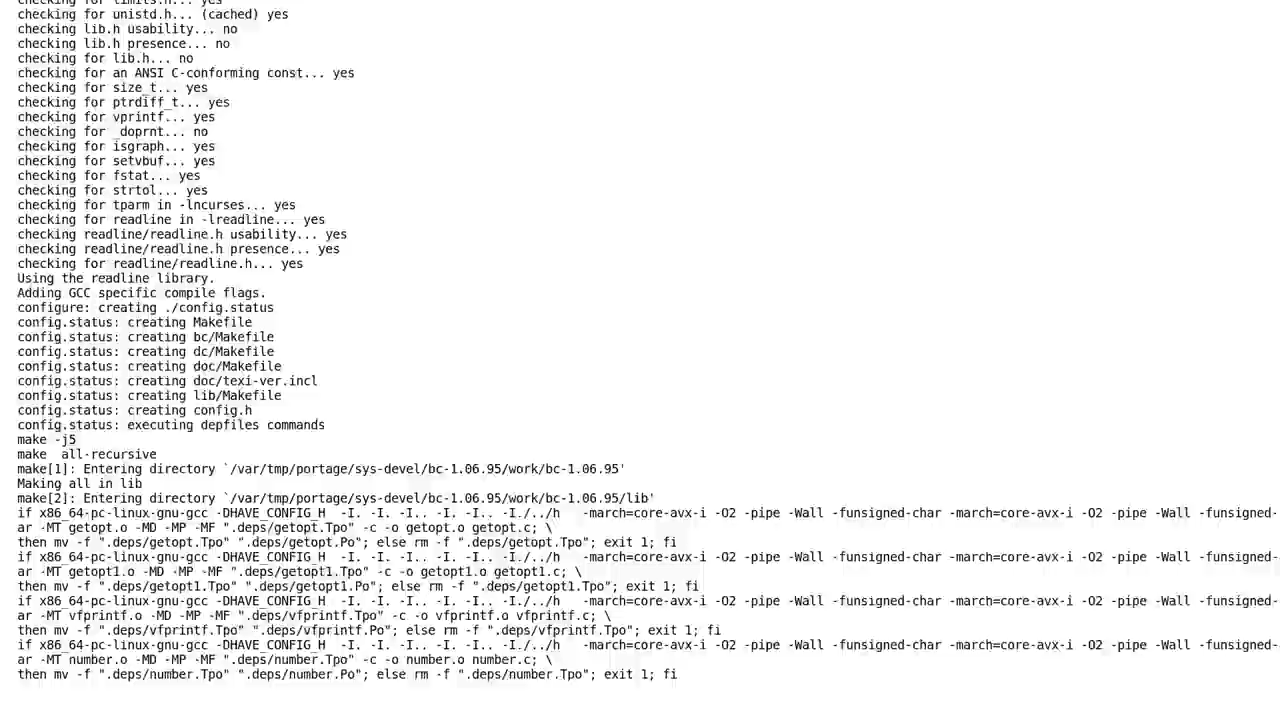 checking for limits.h... yes
checking for unistd.h... (cached) yes
checking lib.h usability... no
checking lib.h presence... no
checking for lib.h... no
checking for an ANSI C-conforming const... yes
checking for size_t... yes
checking for ptrdiff_t... yes
checking for vprintf... yes
checking for _doprnt... no
checking for isgraph... yes
checking for setvbuf... yes
checking for fstat... yes
checking for strtol... yes
checking for tparm in -lncurses... yes
checking for readline in -lreadline... yes
checking readline/readline.h usability... yes
checking readline/readline.h presence... yes
checking for readline/readline.h... yes
Using the readline library.
Adding GCC specific compile flags.
configure: creating ./config.status
config.status: creating Makefile
config.status: creating bc/Makefile
config.status: creating dc/Makefile
config.status: creating doc/Makefile
config.status: creating doc/texi-ver.incl
config.status: creating lib/Makefile
config.status: creating config.h
config.status: executing depfiles commands
make -j5
make  all-recursive
make[1]: Entering directory `/var/tmp/portage/sys-devel/bc-1.06.95/work/bc-1.06.95'
Making all in lib
make[2]: Entering directory `/var/tmp/portage/sys-devel/bc-1.06.95/work/bc-1.06.95/lib'
if x86_64-pc-linux-gnu-gcc -DHAVE_CONFIG_H  -I. -I. -I.. -I. -I.. -I./../h   -march=core-avx-i -O2 -pipe -Wall -funsigned-char -march=core-avx-i -O2 -pipe -Wall -funsigned-
ar -MT getopt.o -MD -MP -MF ".deps/getopt.Tpo" -c -o getopt.o getopt.c; \
then mv -f ".deps/getopt.Tpo" ".deps/getopt.Po"; else rm -f ".deps/getopt.Tpo"; exit 1; fi
if x86_64-pc-linux-gnu-gcc -DHAVE_CONFIG_H  -I. -I. -I.. -I. -I.. -I./../h   -march=core-avx-i -O2 -pipe -Wall -funsigned-char -march=core-avx-i -O2 -pipe -Wall -funsigned-
ar -MT getopt1.o -MD -MP -MF ".deps/getopt1.Tpo" -c -o getopt1.o getopt1.c; \
then mv -f ".deps/getopt1.Tpo" ".deps/getopt1.Po"; else rm -f ".deps/getopt1.Tpo"; exit 1; fi
if x86_64-pc-linux-gnu-gcc -DHAVE_CONFIG_H  -I. -I. -I.. -I. -I.. -I./../h   -march=core-avx-i -O2 -pipe -Wall -funsigned-char -march=core-avx-i -O2 -pipe -Wall -funsigned-
ar -MT vfprintf.o -MD -MP -MF ".deps/vfprintf.Tpo" -c -o vfprintf.o vfprintf.c; \
then mv -f ".deps/vfprintf.Tpo" ".deps/vfprintf.Po"; else rm -f ".deps/vfprintf.Tpo"; exit 1; fi
if x86_64-pc-linux-gnu-gcc -DHAVE_CONFIG_H  -I. -I. -I.. -I. -I.. -I./../h   -march=core-avx-i -O2 -pipe -Wall -funsigned-char -march=core-avx-i -O2 -pipe -Wall -funsigned-
ar -MT number.o -MD -MP -MF ".deps/number.Tpo" -c -o number.o number.c; \
then mv -f ".deps/number.Tpo" ".deps/number.Po"; else rm -f ".deps/number.Tpo"; exit 1; fi